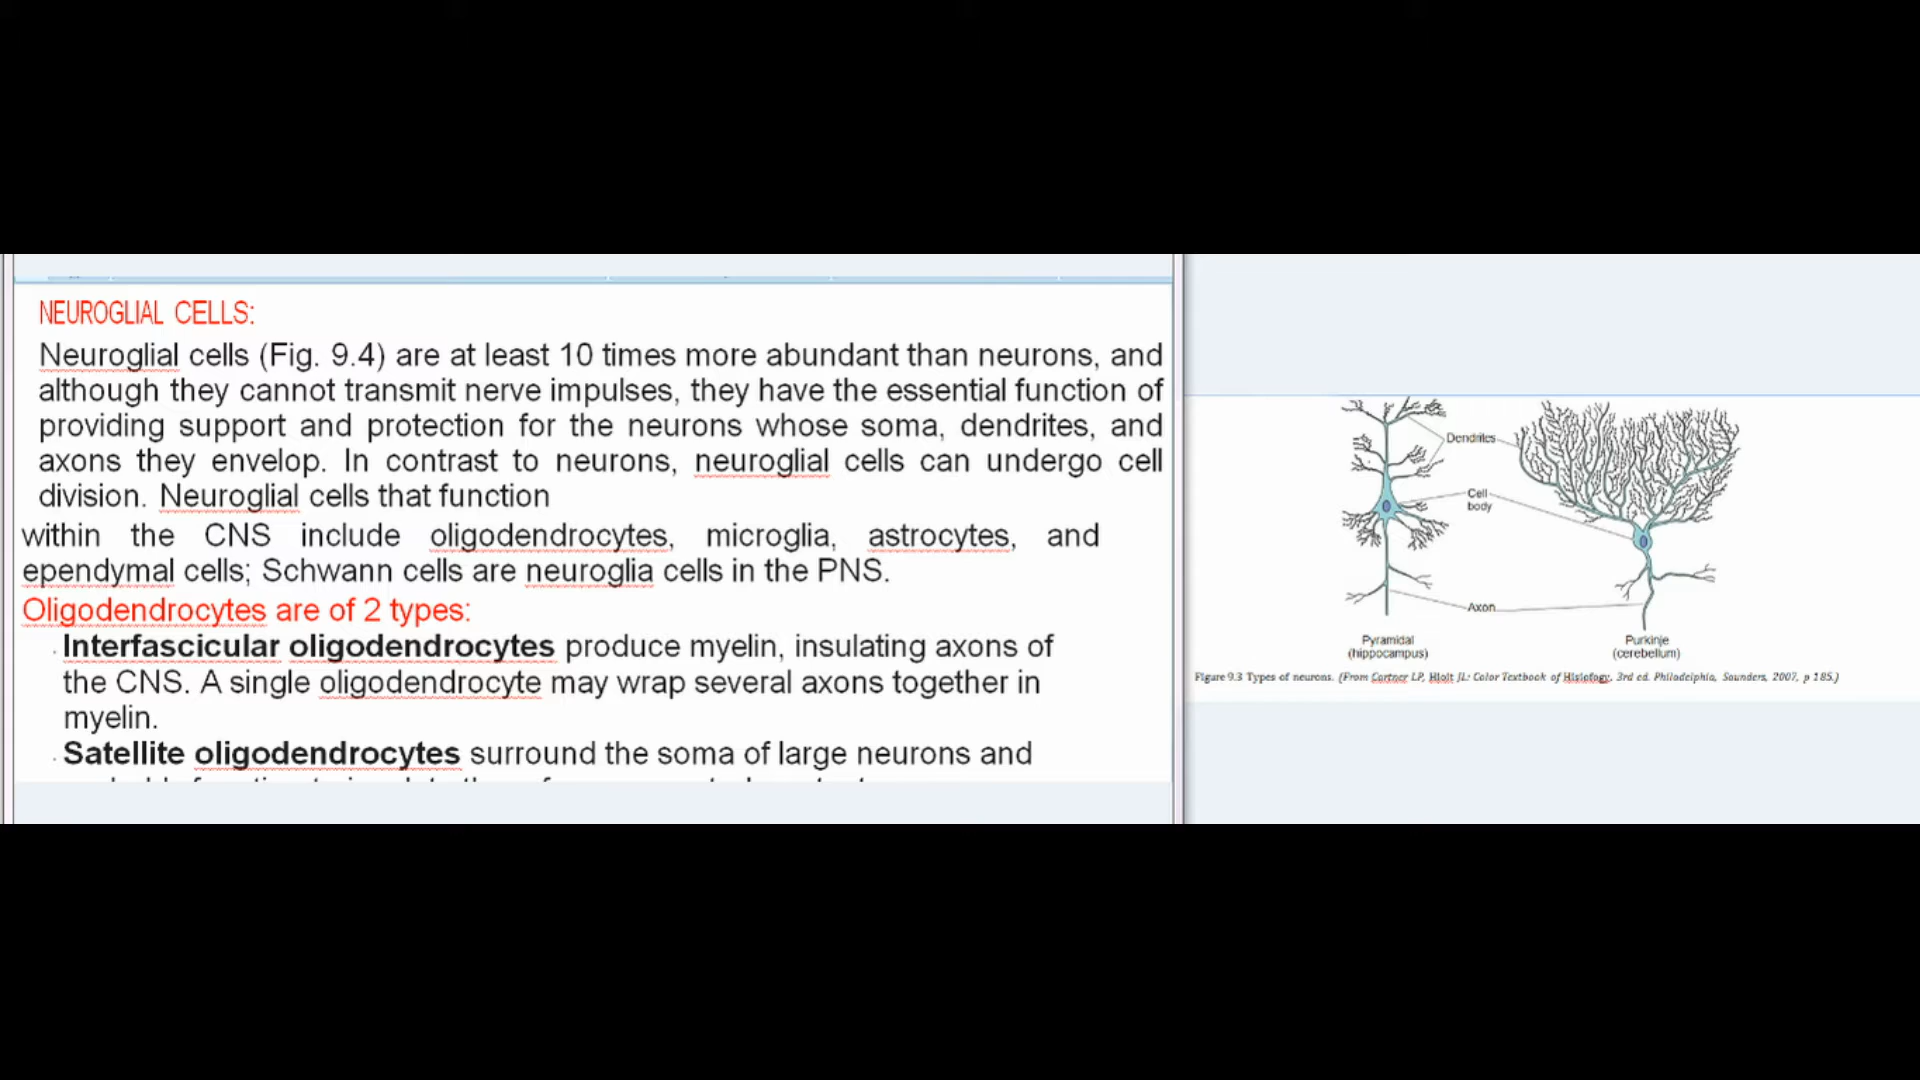 NEUROGLIAL CELLS:
Neuroglial cells (Fig. 9.4) are at least 10 times more abundant than neurons, and
although they cannot transmit nerve impulses, they have the essential function of
providing support and protection for the neurons whose soma, dendrites, and
axons they envelop. In contrast to neurons, neuroglial cells can undergo cell
division. Neuroglial cells that function
within the CNS include oligodendrocytes, microglia, astrocytes, and
ependymal cells; Schwann cells are neuroglia cells in the PNS.
Oligodendrocytes are of 2 types:
Interfascicular oligodendrocytes produce myelin, insulating axons of
the CNS. A single oligodendrocyte may wrap several axons together in
myelin.
Satellite oligodendrocytes surround the soma of large neurons and
Dendrites
Cell
body
Axon
Pyramidal
(hippocampus)
Purkinje
(cerebellum)
Figure 9.3 Types of neurons. (From Gartner LP, Hiatt JL: Color Textbook of Histology, 3rd ed. Philadelphia, Saunders, 2007, p 185.)